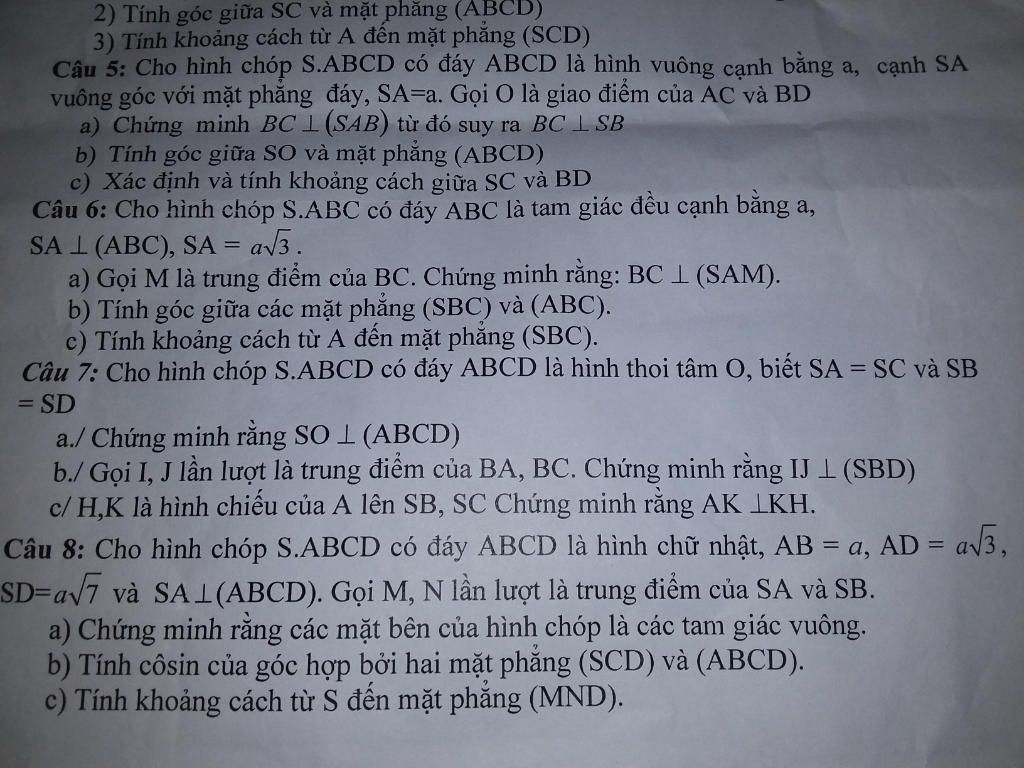 2) Tính góc giữa SC và mặt phẳng (ABCD)
3) Tính khoảng cách từ A đến mặt phẳng (SCD)
Câu 5: Cho hình chóp S.ABCD có đáy ABCD là hình vuông cạnh bằng a, cạnh SA
vuông góc với mặt phẳng đáy, SA=a. Gọi O là giao điểm của AC và BD
a) Chứng minh BC ⊥ (SAB) từ đó suy ra BC ⊥ SB
b) Tính góc giữa SO và mặt phẳng (ABCD)
c) Xác định và tính khoảng cách giữa SC và BD
Câu 6: Cho hình chóp S.ABC có đáy ABC là tam giác đều cạnh bằng a,
SA ⊥ (ABC), SA = a√3 .
a) Gọi M là trung điểm của BC. Chứng minh rằng: BC ⊥ (SAM).
b) Tính góc giữa các mặt phẳng (SBC) và (ABC).
c) Tính khoảng cách từ A đến mặt phẳng (SBC).
Câu 7: Cho hình chóp S.ABCD có đáy ABCD là hình thoi tâm O, biết SA = SC và SB
= SD
a./ Chứng minh rằng SO ⊥ (ABCD)
b./ Gọi I, J lần lượt là trung điểm của BA, BC. Chứng minh rằng IJ ⊥ (SBD)
c/ H,K là hình chiếu của A lên SB, SC Chứng minh rằng AK ⊥KH.
Câu 8: Cho hình chóp S.ABCD có đáy ABCD là hình chữ nhật, AB = a, AD = a√3,
SD=a√7 và SA⊥(ABCD). Gọi M, N lần lượt là trung điểm của SA và SB.
a) Chứng minh rằng các mặt bên của hình chóp là các tam giác vuông.
b) Tính côsin của góc hợp bởi hai mặt phẳng (SCD) và (ABCD).
c) Tính khoảng cách từ S đến mặt phẳng (MND).